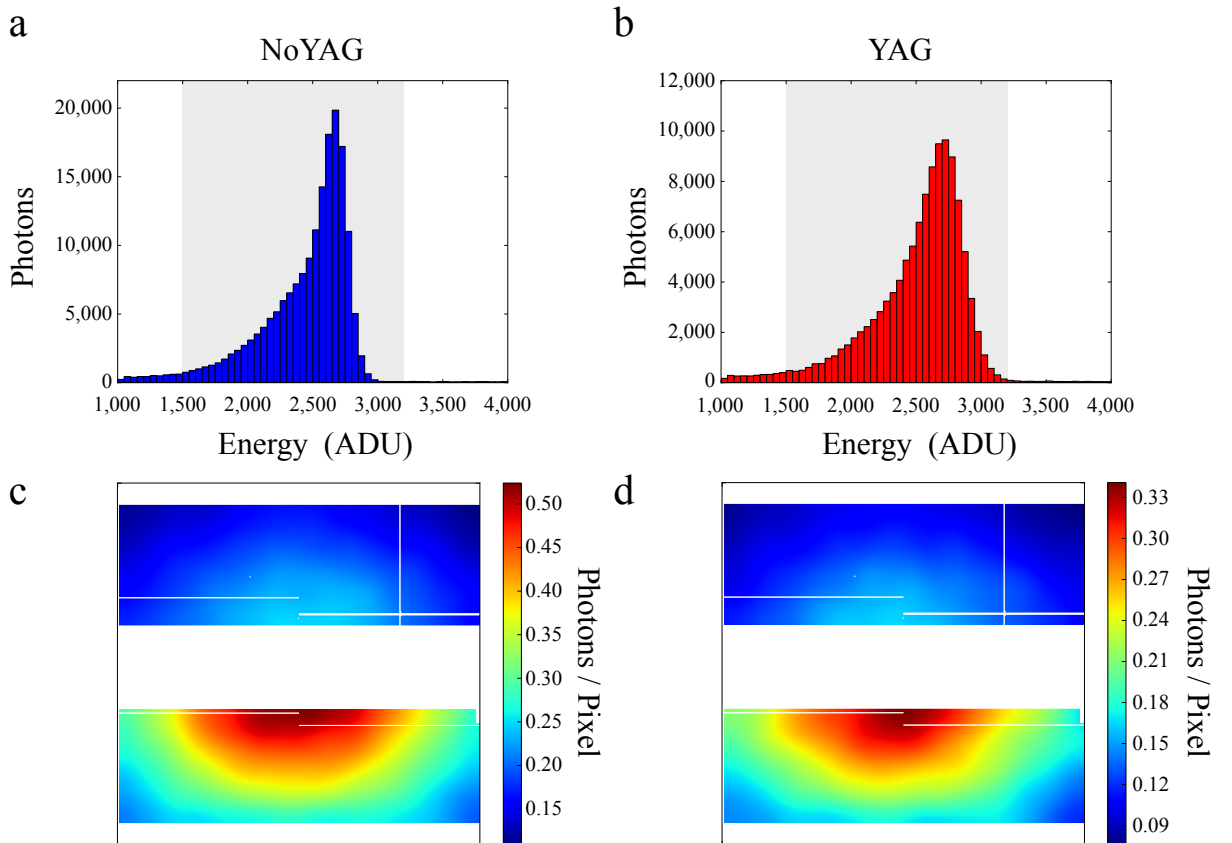 a
NoYAG
20,000
15,000
10,000
5,000
0
Photons
1,000 1,500 2,000 2,500 3,000 3,500 4,000
Energy (ADU)
b
YAG
12,000
10,000
8,000
6,000
4,000
2,000
0
Photons
1,000 1,500 2,000 2,500 3,000 3,500 4,000
Energy (ADU)
c
0.50
0.45
0.40
0.35
0.30
0.25
0.20
0.15
Photons / Pixel
d
0.33
0.30
0.27
0.24
0.21
0.18
0.15
0.12
0.09
Photons / Pixel